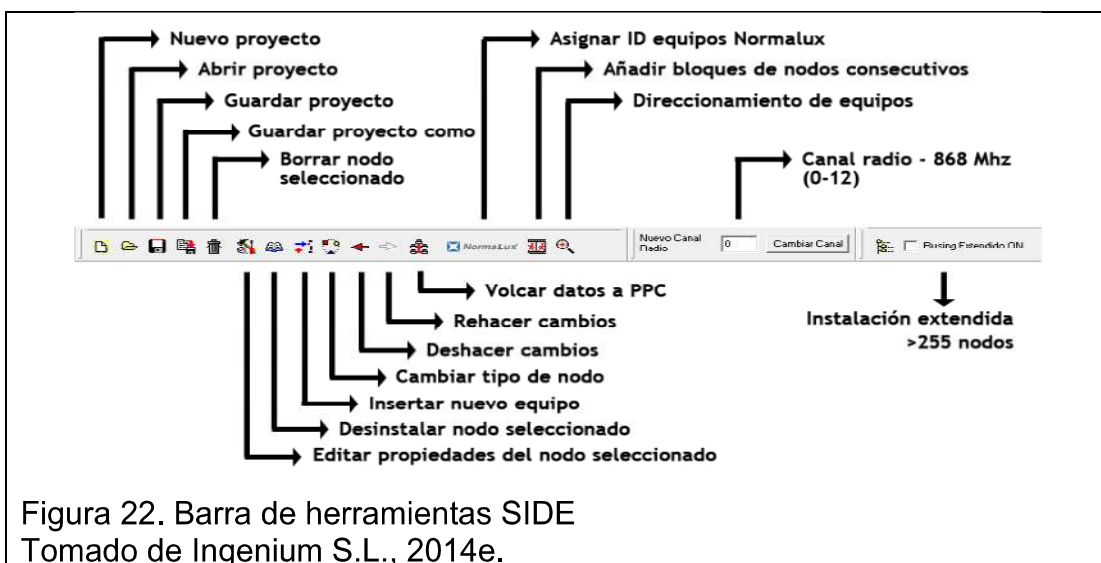 Nuevo proyecto
Abrir proyecto
Guardar proyecto
Guardar proyecto como
Borrar nodo
seleccionado
Asignar ID equipos Normalux
Añadir bloques de nodos consecutivos
Direccionamiento de equipos
Canal radio - 868 Mhz
(0-12)
NormaLux
Nuevo Canal
Radio
0
Cambiar Canal
Busing Extendido ON
Volcar datos a PPC
Rehacer cambios
Deshacer cambios
Cambiar tipo de nodo
Insertar nuevo equipo
Desinstalar nodo seleccionado
Editar propiedades del nodo seleccionado
Instalación extendida
>255 nodos
Figura 22. Barra de herramientas SIDE
Tomado de Ingenium S.L., 2014e.